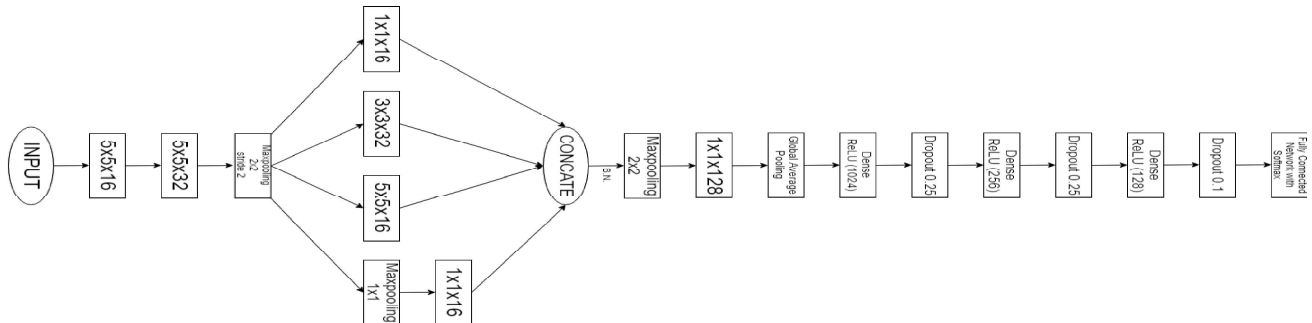 INPUT
5x5x16
5x5x32
Maxpooling
2x2
stride 2
1x1x16
3x3x32
5x5x16
Maxpooling
1x1
1x1x16
CONCATE
B.N.
Maxpooling
2x2
1x1x128
Global Average
Pooling
Dense
ReLU (1024)
Dropout 0.25
Dense
ReLU (256)
Dropout 0.25
Dense
ReLU (128)
Dropout 0.1
Fully Connected
Network with
Softmax